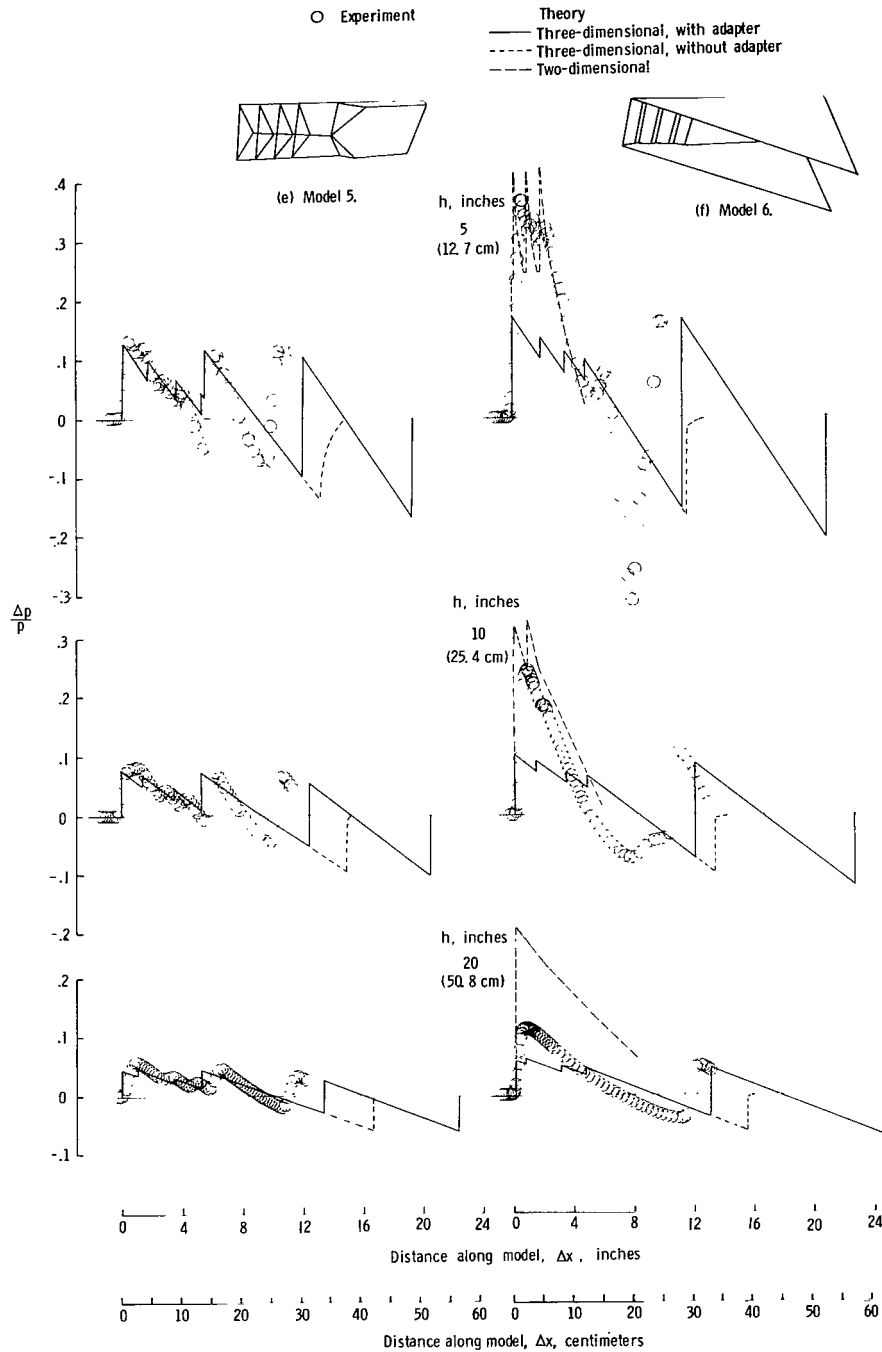 Experiment
Theory
Three-dimensional, with adapter
Three-dimensional, without adapter
Two-dimensional
(e) Model 5.
(f) Model 6.
h, inches
5
(12.7 cm)
.4
.3
.2
.1
0
-.1
-.2
-.3
Δp
p
h, inches
10
(25.4 cm)
.3
.2
.1
0
-.1
-.2
h, inches
20
(50.8 cm)
.2
.1
0
-.1
0 4 8 12 16 20 24 0 4 8 12 16 20 24
Distance along model, Δx, inches
0 10 20 30 40 50 60 0 10 20 30 40 50 60
Distance along model, Δx, centimeters